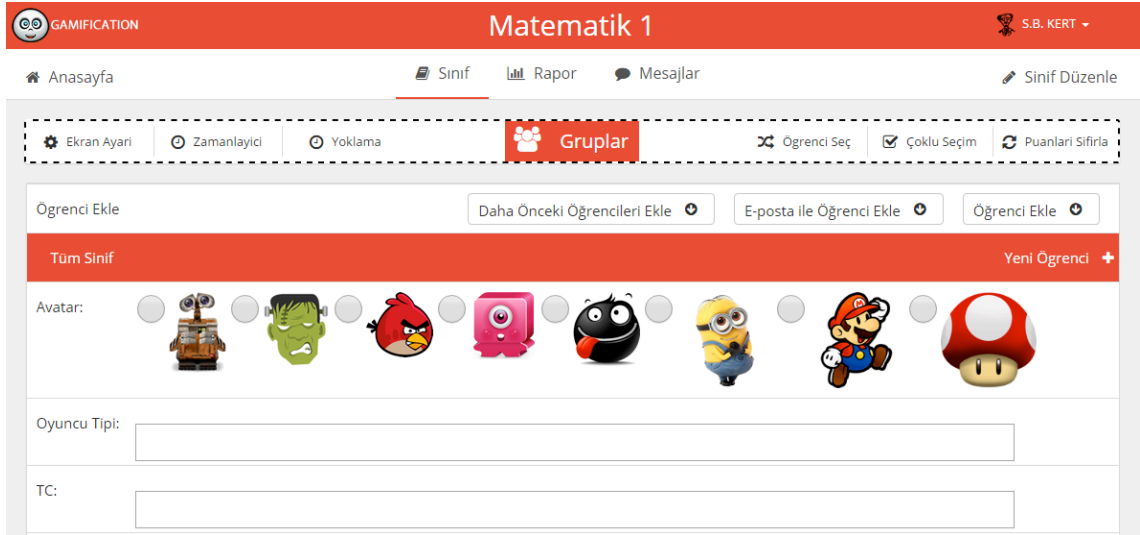 GAMIFICATION Matematik 1 S.B. KERT
Anasayfa Sınıf Rapor Mesajlar Sinif Düzenle
Ekran Ayari Zamanlayici Yoklama Gruplar Ögrenci Seç Çoklu Seçim Puanlari Sifirla
Ögrenci Ekle Daha Önceki Öğrencileri Ekle E-posta ile Öğrenci Ekle Öğrenci Ekle
Tüm Sinif Yeni Ögrenci
Avatar:
Oyuncu Tipi:
TC: